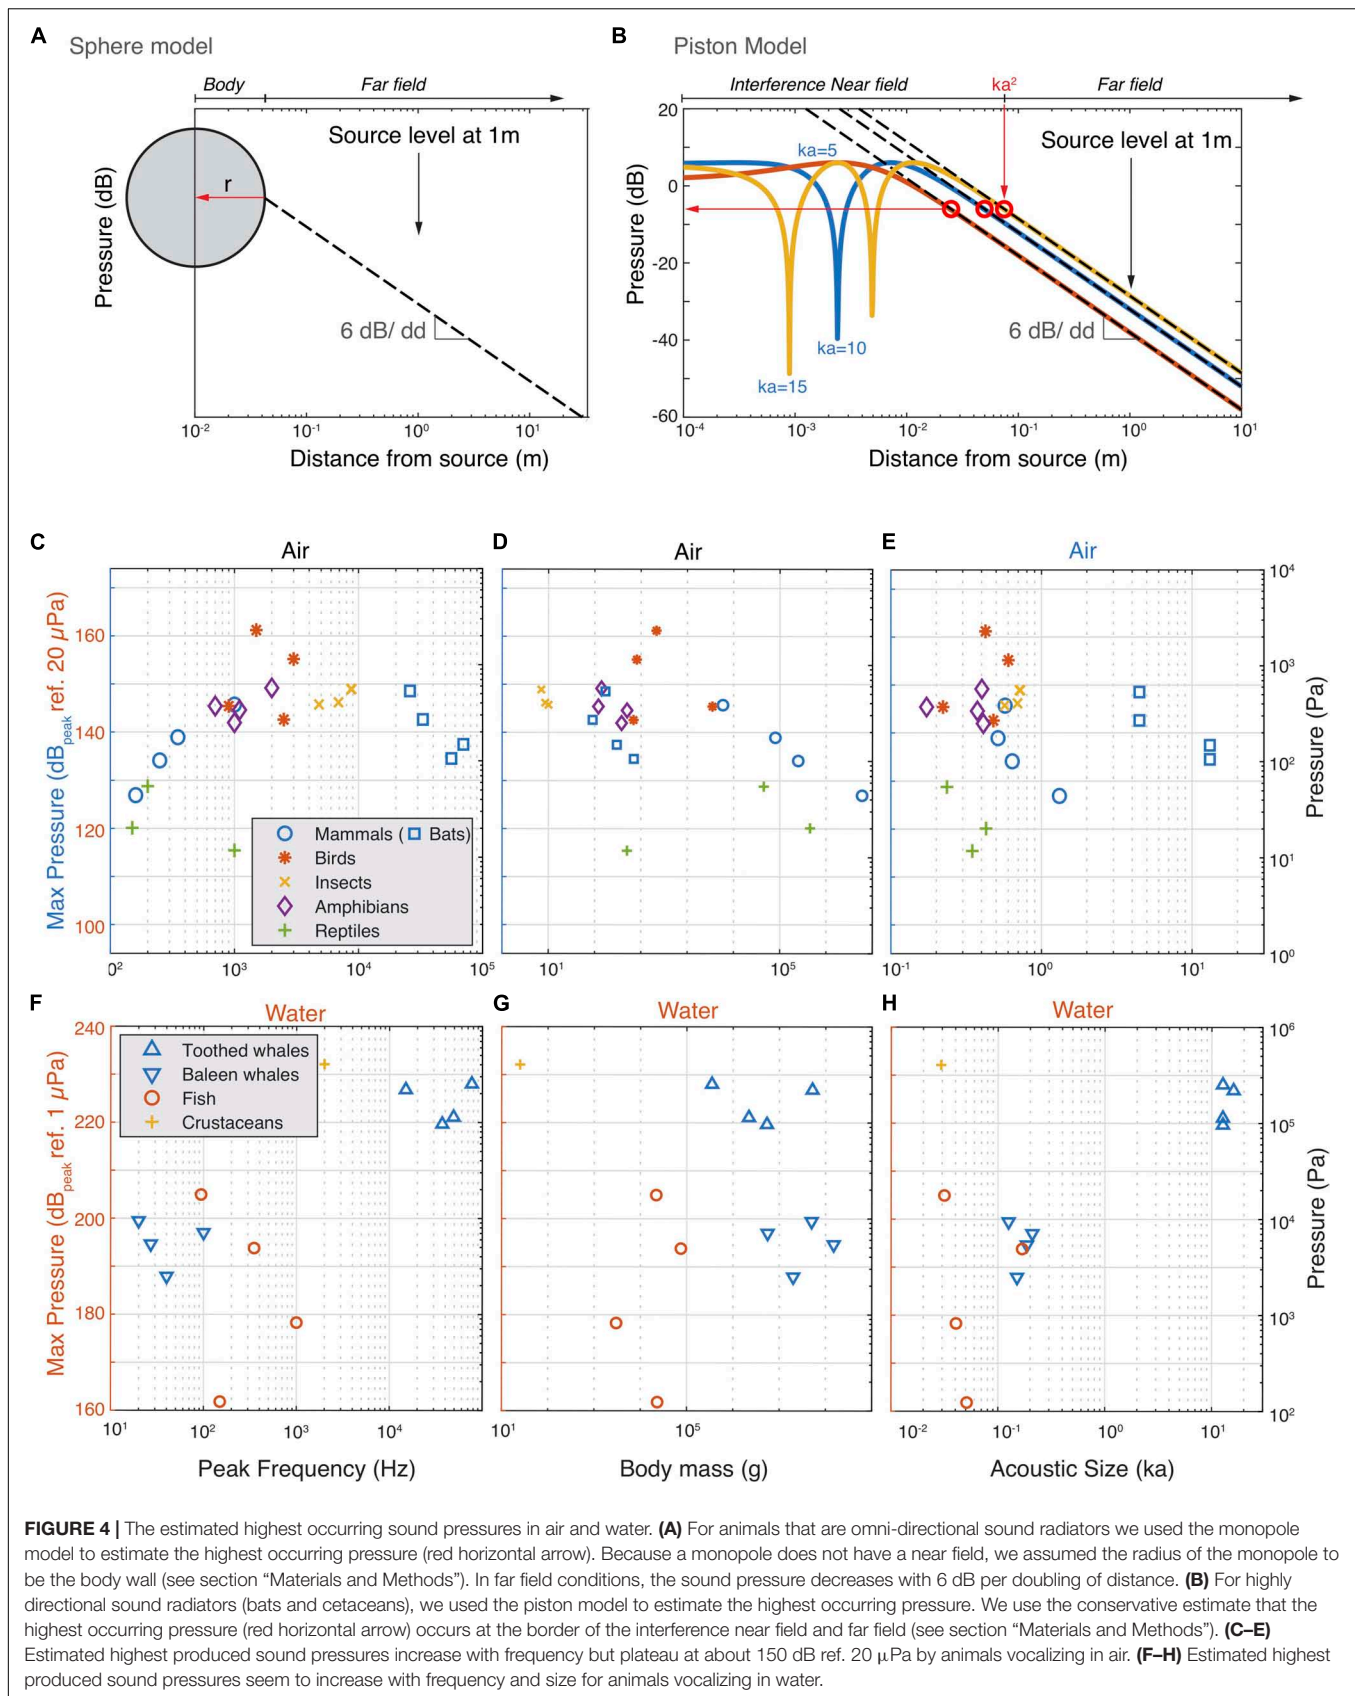 A Sphere model
Body Far field
Source level at 1m
r
6 dB/ dd
Pressure (dB)
10-2 10-1 100 101
Distance from source (m)
B Piston Model
Interference Near field ka² Far field
20
0
-20
-40
-60
Pressure (dB)
ka=5
Source level at 1m
ka=10
ka=15
6 dB/ dd
10-4 10-3 10-2 10-1 100 101
Distance from source (m)
C Air
D Air
E Air
Max Pressure (dBpeak ref. 20 µPa)
160
140
120
100
Mammals ( Bats)
Birds
Insects
Amphibians
Reptiles
02 103 104 105
101 105
10-1 100 101
104
103
102
101
100
Pressure (Pa)
F Water
G Water
H Water
Max Pressure (dBpeak ref. 1 µPa)
240
220
200
180
160
Toothed whales
Baleen whales
Fish
Crustaceans
101 102 103 104
Peak Frequency (Hz)
101 105
Body mass (g)
10-2 10-1 100 101
Acoustic Size (ka)
106
105
104
103
102
Pressure (Pa)
FIGURE 4 | The estimated highest occurring sound pressures in air and water. (A) For animals that are omni-directional sound radiators we used the monopole
model to estimate the highest occurring pressure (red horizontal arrow). Because a monopole does not have a near field, we assumed the radius of the monopole to
be the body wall (see section “Materials and Methods”). In far field conditions, the sound pressure decreases with 6 dB per doubling of distance. (B) For highly
directional sound radiators (bats and cetaceans), we used the piston model to estimate the highest occurring pressure. We use the conservative estimate that the
highest occurring pressure (red horizontal arrow) occurs at the border of the interference near field and far field (see section “Materials and Methods”). (C–E)
Estimated highest produced sound pressures increase with frequency but plateau at about 150 dB ref. 20 µPa by animals vocalizing in air. (F–H) Estimated highest
produced sound pressures seem to increase with frequency and size for animals vocalizing in water.